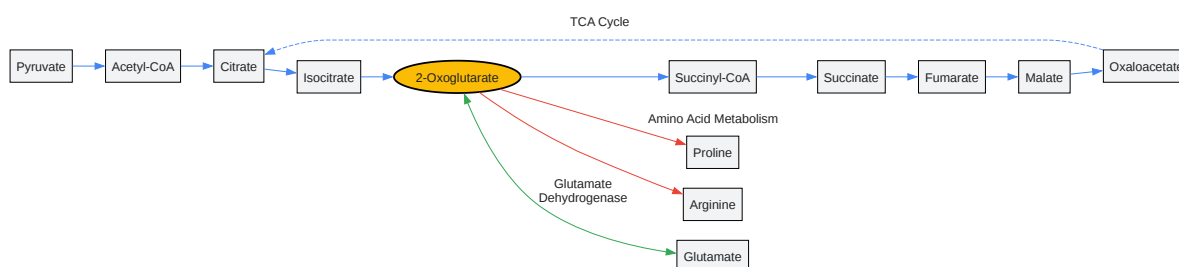 TCA Cycle
Pyruvate
Acetyl-CoA
Citrate
Isocitrate
2-Oxoglutarate
Succinyl-CoA
Succinate
Fumarate
Malate
Oxaloacetate
Amino Acid Metabolism
Proline
Glutamate
Dehydrogenase
Arginine
Glutamate